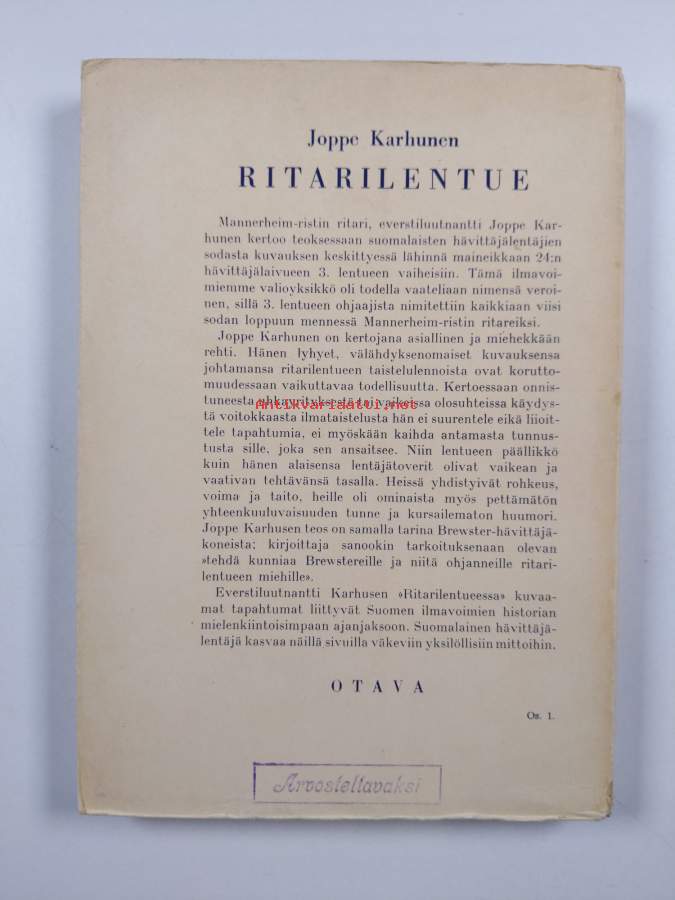 Joppe Karhunen
RITARILENTUE
Mannerheim-ristin ritari, everstiluutnantti Joppe Kar-
hunen kertoo teoksessaan suomalaisten hävittäjälentäjien
sodasta kuvauksen keskittyessä lähinnä maineikkaan 24:n
hävittäjälaivueen 3. lentueen vaiheisiin. Tämä ilmavoi-
miemme valioyksikkö oli todella vaateliaan nimensä veroi-
nen, sillä 3. lentueen ohjaajista nimitettiin kaikkiaan viisi
sodan loppuun mennessä Mannerheim-ristin ritareiksi.
Joppe Karhunen on kertojana asiallinen ja miehekkään
rehti. Hänen lyhyet, välähdyksenomaiset kuvauksensa
johtamansa ritarilentueen taistelulennoista ovat korutto-
muudessaan vaikuttavaa todellisuutta. Kertoessaan onnis-
tuneesta uhkayrityksestä tai vaikeissa olosuhteissa käydys-
Antikvariaatti.net
tä voitokkaasta ilmataistelusta hän ei suurentele eikä liioit-
tele tapahtumia, ei myöskään kaihda antamasta tunnus-
tusta sille, joka sen ansaitsee. Niin lentueen päällikkö
kuin hänen alaisensa lentäjätoverit olivat vaikean ja
vaativan tehtävänsä tasalla. Heissä yhdistyivät rohkeus,
voima ja taito, heille oli ominaista myös pettämätön
yhteenkuuluvaisuuden tunne ja kursailematon huumori.
Joppe Karhusen teos on samalla tarina Brewster-hävittäjä-
koneista; kirjoittaja sanookin tarkoituksenaan olevan
»tehdä kunniaa Brewstereille ja niitä ohjanneille ritari-
lentueen miehille».
Everstiluutnantti Karhusen »Ritarilentueessa» kuvaa-
mat tapahtumat liittyvät Suomen ilmavoimien historian
mielenkiintoisimpaan ajanjaksoon. Suomalainen hävittäjä-
lentäjä kasvaa näillä sivuilla väkeviin yksilöllisiin mittoihin.
OTAVA
Os. 1.
Arvosteltavaksi